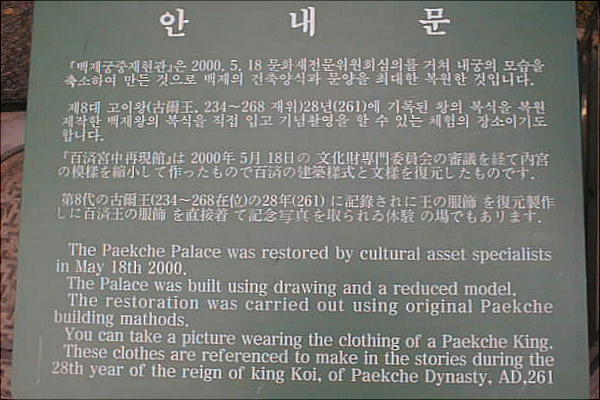 안 내 문
『백제궁중재현관』은 2000. 5. 18 문화재전문위원회심의를 거쳐 내궁의 모습을
축소하여 만든 것으로 백제의 건축양식과 문양을 최대한 복원한 것입니다.
제8대 고이왕(古爾王, 234～268 재위)28년(261)에 기록된 왕의 복식을 복원
제작한 백제왕의 복식을 직접 입고 기념촬영을 할 수 있는 체험의 장소이기도
합니다.
『百済宮中再現館』は 2000年 5月 18日の 文化財專門委員会の審議を経て內宮
の模樣を縮小して作ったもので百済の建築様式と文様を復元したものです.
第8代の古爾王(234～268在位)の28年(261) に記録されに王の服飾 を復元製作
しに百済王の服飾 を直接着 て記念写真 を取られる体験 の場でもあリます.
The Paekche Palace was restored by cultural asset specialists
in May 18th 2000.
The Palace was built using drawing and a reduced model.
The restoration was carried out using original Paekche
building mathods.
You can take a picture wearing the clothing of a Paekche King.
These clothes are referenced to make in the stories during the
28th year of the reign of king Koi, of Paekche Dynasty, AD,261